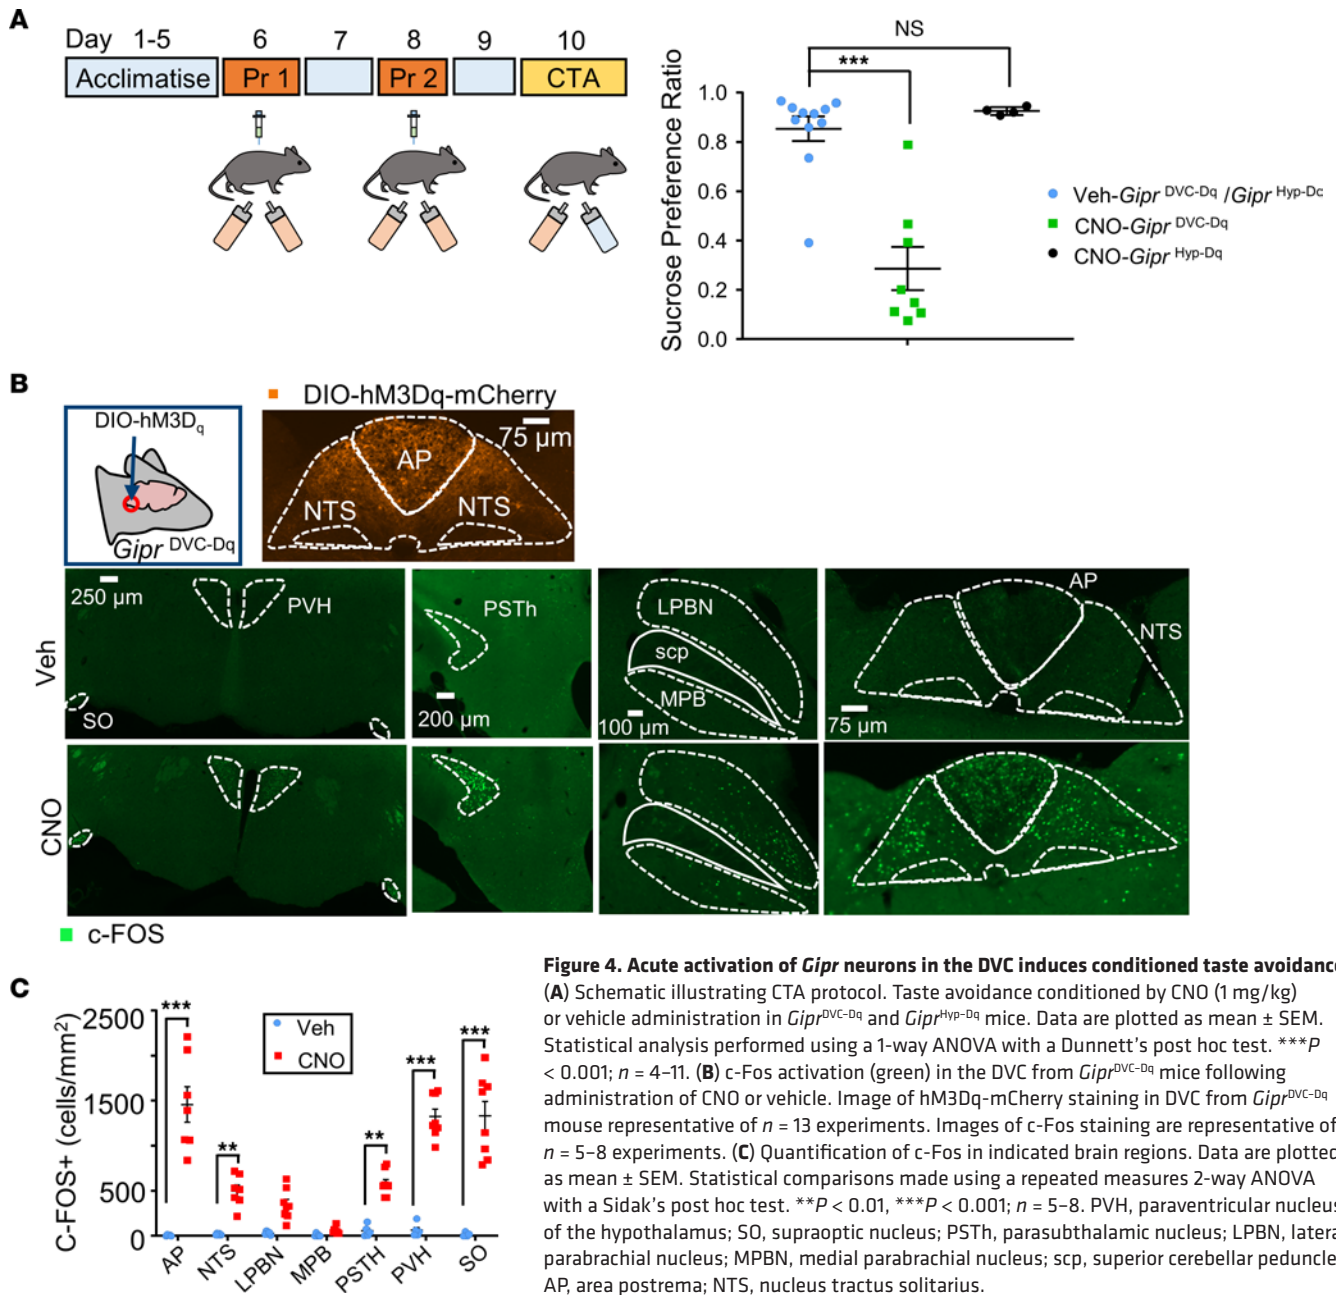 A
Day 1-5 6 7 8 9 10
Acclimatise Pr 1 Pr 2 CTA
NS
***
Sucrose Preference Ratio
1.0
0.8
0.6
0.4
0.2
0.0
Veh-Gipr DVC-Dq /Gipr Hyp-Dq
CNO-Gipr DVC-Dq
CNO-Gipr Hyp-Dq
B
DIO-hM3Dq
Gipr DVC-Dq
DIO-hM3Dq-mCherry
75 µm
AP
NTS NTS
Veh
250 µm
PVH
SO
PSTh
200 µm
LPBN
scp
MPB
100 µm
AP
NTS
75 µm
CNO
c-FOS
C
C-FOS+ (cells/mm²)
2500
1500
500
0
Veh
CNO
*** ** ** *** ***
AP NTS LPBN MPB PSTH PVH SO
Figure 4. Acute activation of Gipr neurons in the DVC induces conditioned taste avoidance
(A) Schematic illustrating CTA protocol. Taste avoidance conditioned by CNO (1 mg/kg)
or vehicle administration in GiprDVC-Dq and GiprHyp-Dq mice. Data are plotted as mean ± SEM.
Statistical analysis performed using a 1-way ANOVA with a Dunnett's post hoc test. ***P
< 0.001; n = 4–11. (B) c-Fos activation (green) in the DVC from GiprDVC-Dq mice following
administration of CNO or vehicle. Image of hM3Dq-mCherry staining in DVC from GiprDVC-Dq
mouse representative of n = 13 experiments. Images of c-Fos staining are representative of
n = 5–8 experiments. (C) Quantification of c-Fos in indicated brain regions. Data are plotted
as mean ± SEM. Statistical comparisons made using a repeated measures 2-way ANOVA
with a Sidak's post hoc test. **P < 0.01, ***P < 0.001; n = 5–8. PVH, paraventricular nucleus
of the hypothalamus; SO, supraoptic nucleus; PSTh, parasubthalamic nucleus; LPBN, latera
parabrachial nucleus; MPBN, medial parabrachial nucleus; scp, superior cerebellar peduncle
AP, area postrema; NTS, nucleus tractus solitarius.